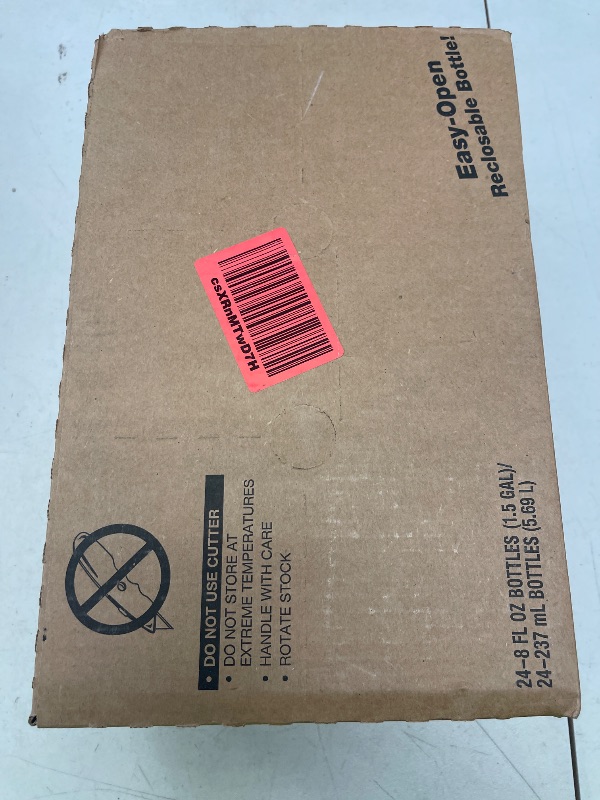 Easy-Open
Reclosable Bottle!
csXRnMTwD7H
• DO NOT USE CUTTER
• DO NOT STORE AT
EXTREME TEMPERATURES
• HANDLE WITH CARE
• ROTATE STOCK
24–8 FL OZ BOTTLES (1.5 GAL)/
24–237 mL BOTTLES (5.69 L)